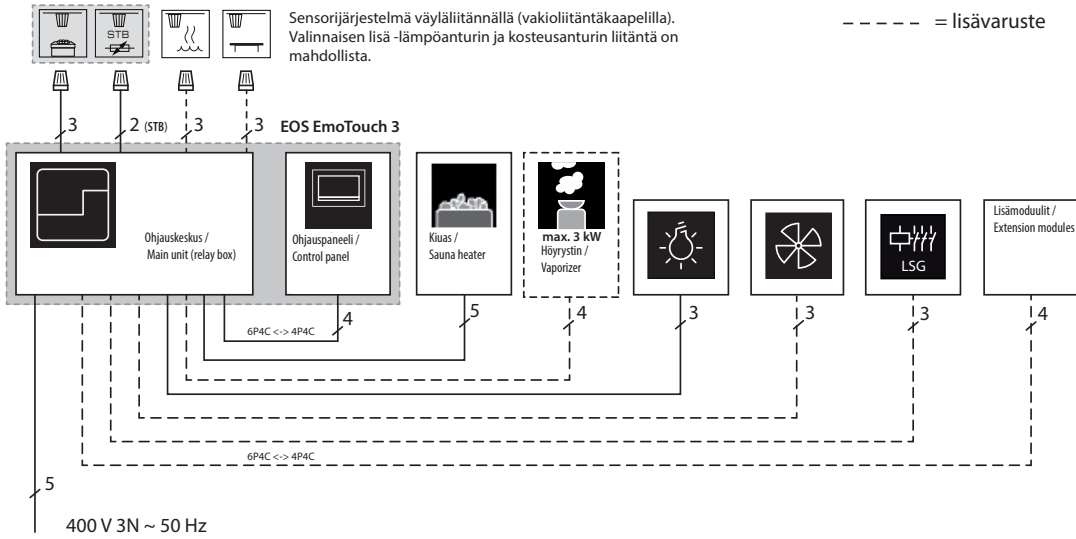 Sensorijärjestelmä väyläliitännällä (vakioliitäntäkaapelilla).
Valinnaisen lisä -lämpöanturin ja kosteusanturin liitäntä on
mahdollista.
= lisävaruste
STB
3
2 (STB)
3
3
EOS EmoTouch 3
Ohjauskeskus /
Main unit (relay box)
Ohjauspaneeli /
Control panel
Kiuas /
Sauna heater
max. 3 kW
Höyrystin /
Vaporizer
LSG
Lisämoduulit /
Extension modules
4
5
4
3
3
3
4
6P4C <-> 4P4C
6P4C <-> 4P4C
5
400 V 3N ~ 50 Hz